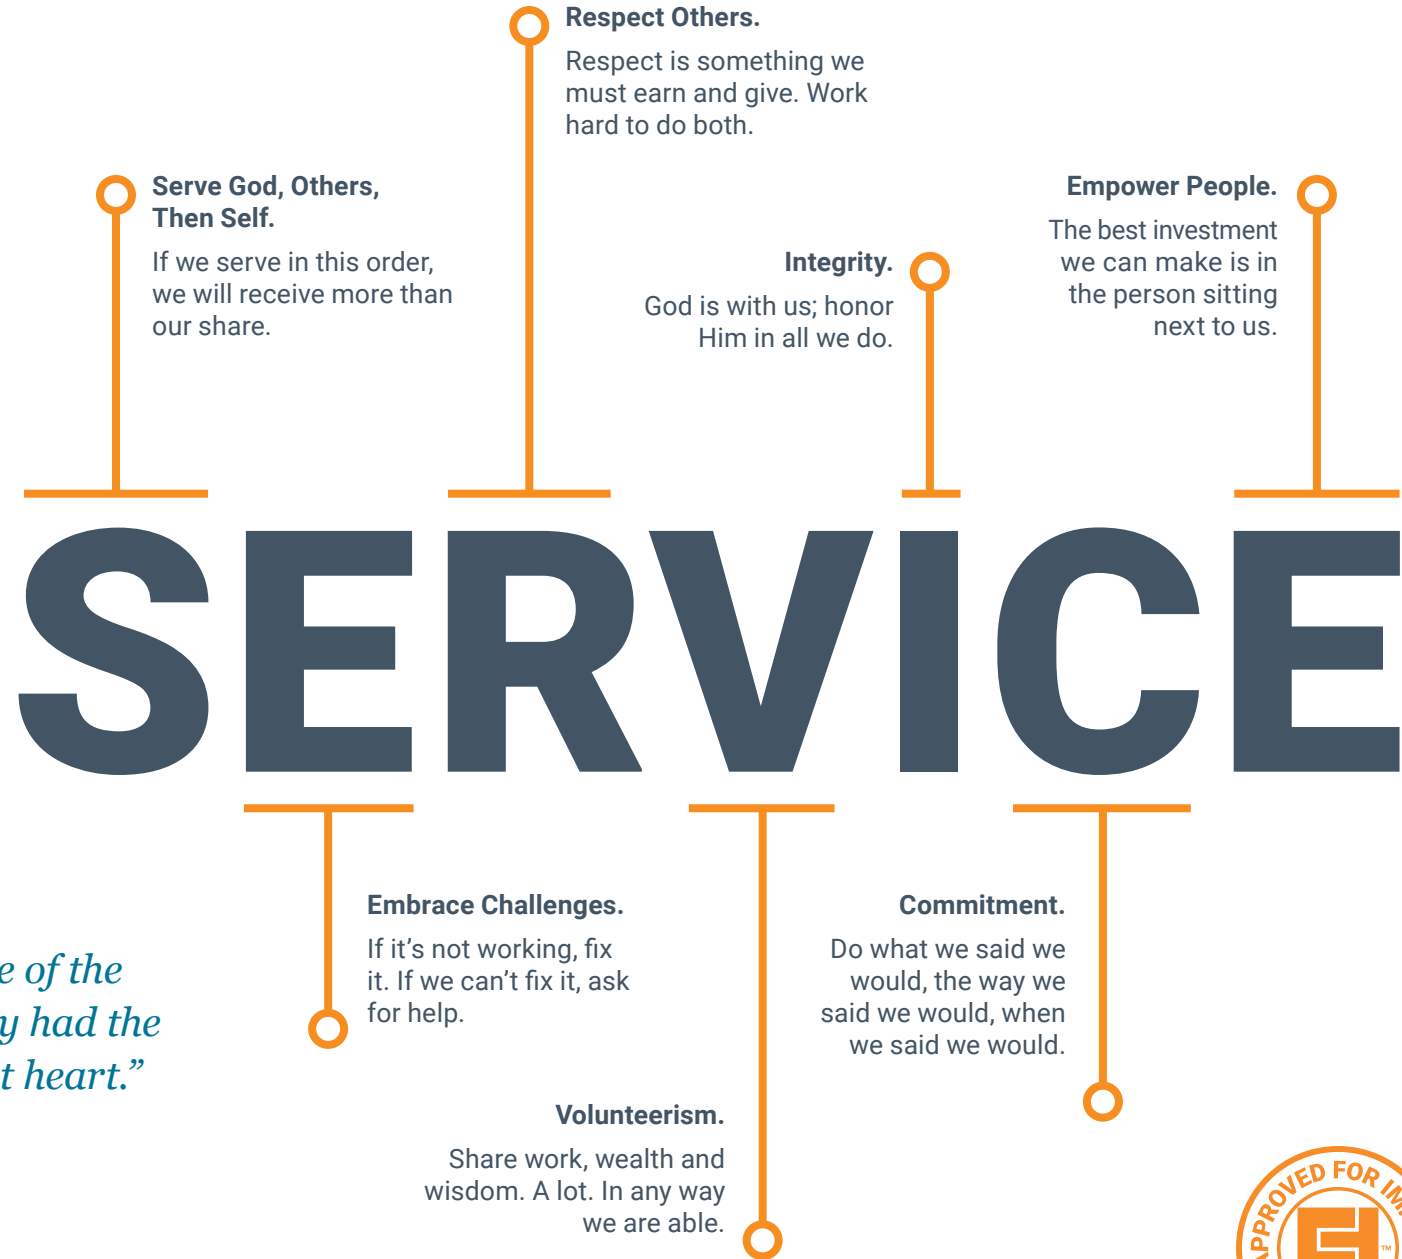 Respect Others.
Respect is something we
must earn and give. Work
hard to do both.
Serve God, Others,
Then Self.
If we serve in this order,
we will receive more than
our share.
Integrity.
God is with us; honor
Him in all we do.
Empower People.
The best investment
we can make is in
the person sitting
next to us.
SERVICE
Embrace Challenges.
If it’s not working, fix
it. If we can’t fix it, ask
for help.
Commitment.
Do what we said we
would, the way we
said we would, when
we said we would.
of the
had the
heart.”
Volunteerism.
Share work, wealth and
wisdom. A lot. In any way
we are able.
APPROVED FOR
TM